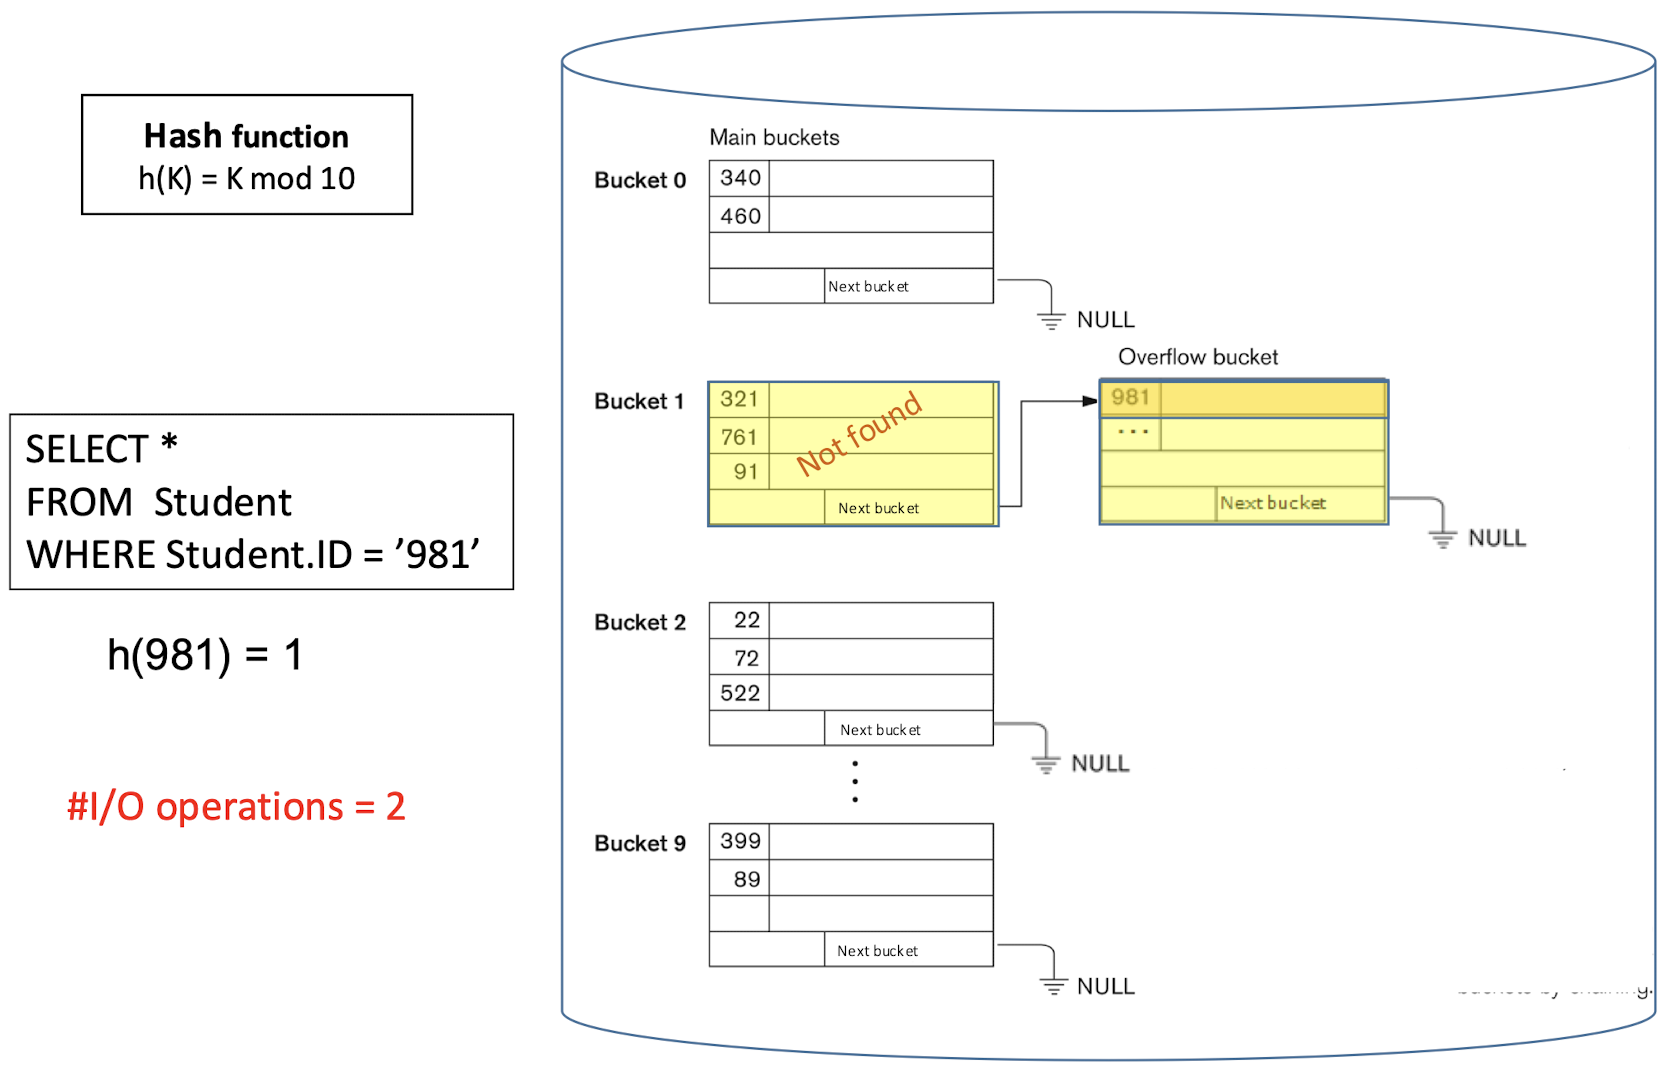 Hash function
h(K) = K mod 10
SELECT *
FROM Student
WHERE Student.ID = ’981’
h(981) = 1
#I/O operations = 2
Main buckets
Bucket 0
340
460
Next bucket
NULL
Overflow bucket
Bucket 1
321
761
91
Not found
Next bucket
981
...
Next bucket
NULL
Bucket 2
22
72
522
Next bucket
NULL
Bucket 9
399
89
Next bucket
NULL